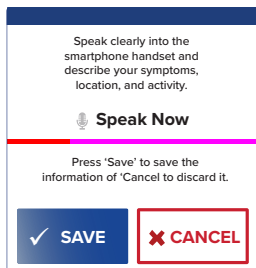 Speak clearly into the
smartphone handset and
describe your symptoms,
location, and activity.
Speak Now
Press ‘Save’ to save the
information of ‘Cancel to discard it.
SAVE
CANCEL